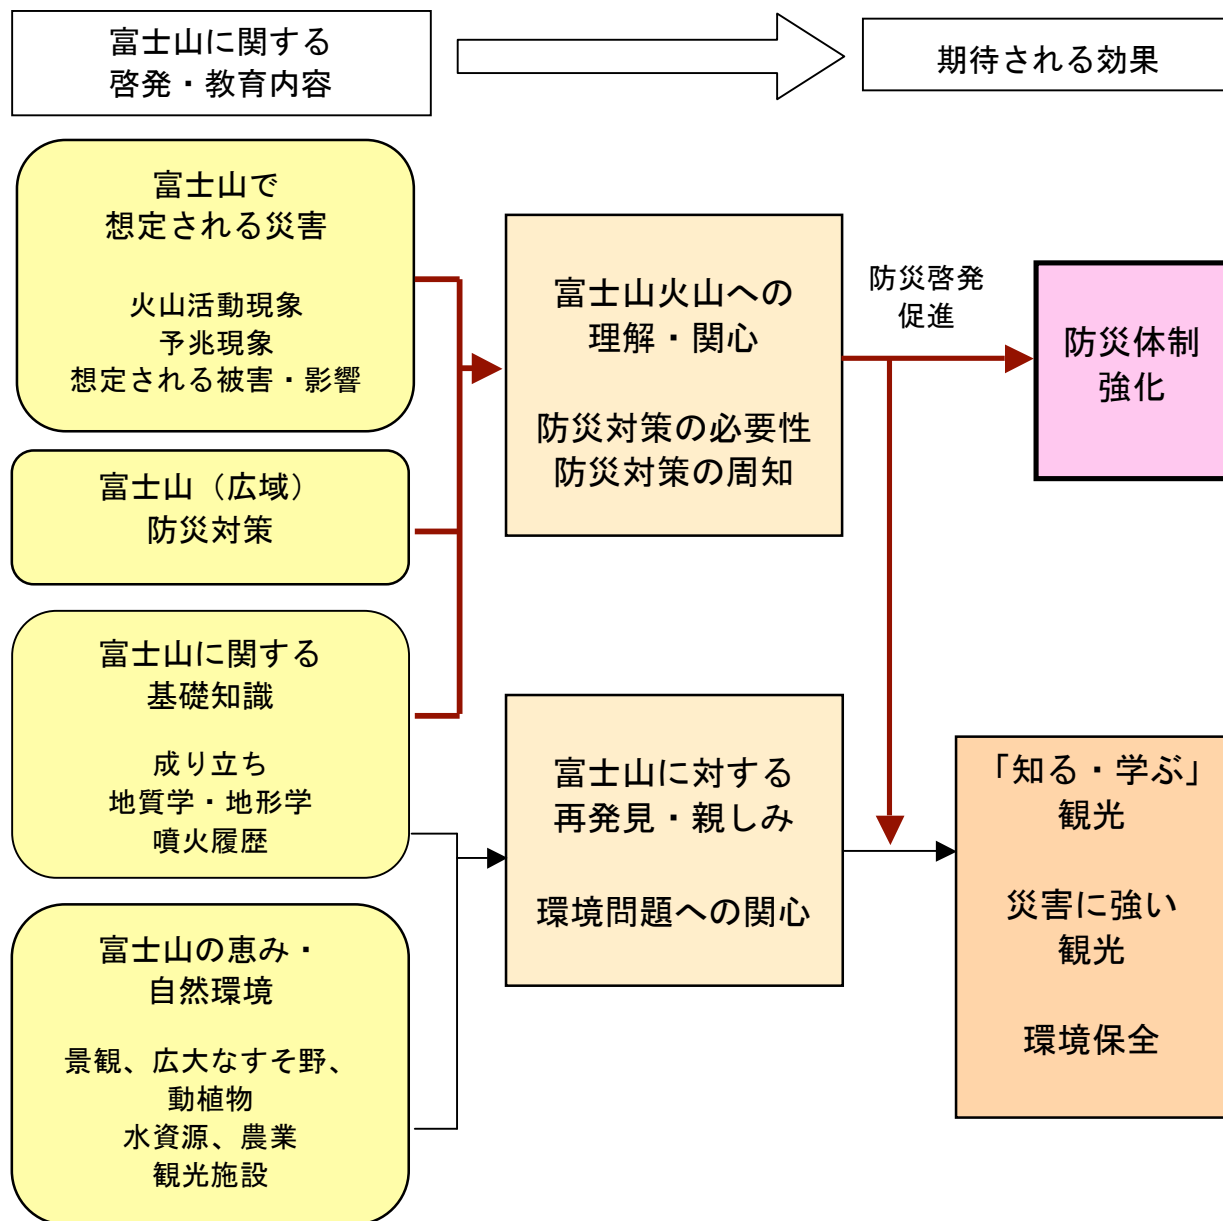 富士山に関する
啓発・教育内容
期待される効果
富士山で
想定される災害
火山活動現象
予兆現象
想定される被害・影響
富士山（広域）
防災対策
富士山に関する
基礎知識
成り立ち
地質学・地形学
噴火履歴
富士山の恵み・
自然環境
景観、広大なすそ野、
動植物
水資源、農業
観光施設
富士山火山への
理解・関心
防災対策の必要性
防災対策の周知
富士山に対する
再発見・親しみ
環境問題への関心
防災啓発
促進
防災体制
強化
「知る・学ぶ」
観光
災害に強い
観光
環境保全